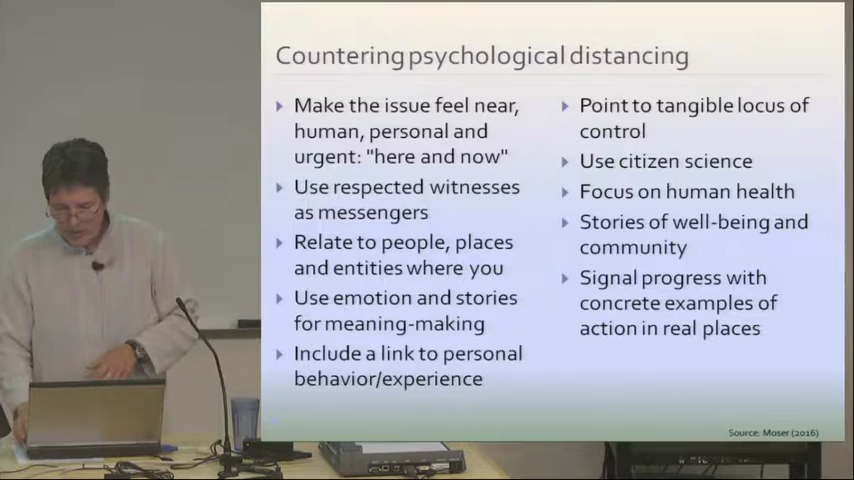 Countering psychological distancing
Make the issue feel near,
human, personal and
urgent: "here and now"
Use respected witnesses
as messengers
Relate to people, places
and entities where you
Use emotion and stories
for meaning-making
Include a link to personal
behavior/experience
Point to tangible locus of
control
Use citizen science
Focus on human health
Stories of well-being and
community
Signal progress with
concrete examples of
action in real places
Source: Moser (2016)